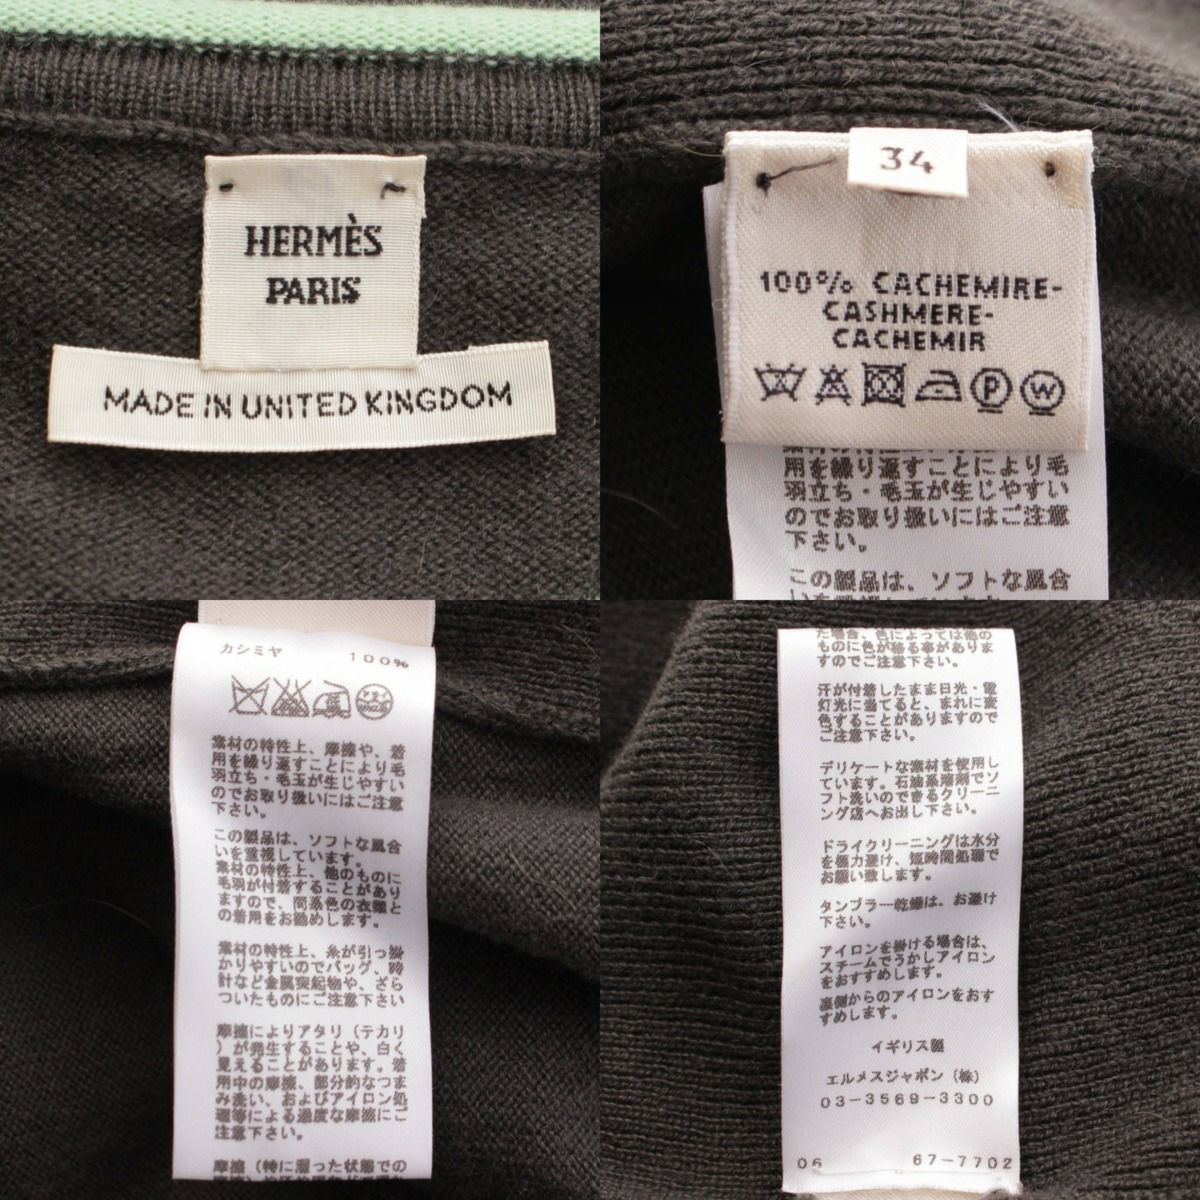 HERMÈS
PARIS
MADE IN UNITED KINGDOM
34
100% CACHEMIRE-
CASHMERE-
CACHEMIR
P W
用を繰り返すことにより毛
羽立ち・毛玉が生じやすい
のでお取り扱いにはご注意
下さい。
この製品は、ソフトな風合
カシミヤ 100%
素材の特性上、摩擦や、着
用を繰り返すことにより毛
羽立ち・毛玉が生じやすい
のでお取り扱いにはご注意
下さい。
この製品は、ソフトな風合
いを重視しています。
素材の特性上、他のものに
毛羽が付着することがあり
ますので、同系色の衣服と
の着用をお勧めします。
素材の特性上、糸が引っ掛
かりやすいのでバッグ、時
計など金属突起物や、ざら
ついたものにご注意下さい
摩擦によりアタリ（テカリ
）が発生することや、白く
見えることがあります。着
用中の摩擦、部分的なつま
み洗い、およびアイロン処
理等による過度な摩擦にご
注意下さい。
摩擦（特に湿った状態での
た場合、色によっては他の
ものに色が移る事がありま
すのでご注意下さい。
汗が付着したまま日光・電
灯光に当てると、まれに変
色することがありますので
ご注意下さい。
デリケートな素材を使用し
ています。石油系溶剤でソ
フト洗いのできるクリーニ
ング店へお出し下さい。
ドライクリーニングは水分
を極力避け、短時間処理で
お願い致します。
タンブラー乾燥は、お避け
下さい。
アイロンを掛ける場合は、
スチームでうかしアイロン
をおすすめします。
裏側からのアイロンをおす
すめします。
イギリス製
エルメスジャポン（株）
03-3569-3300
06 67-7702